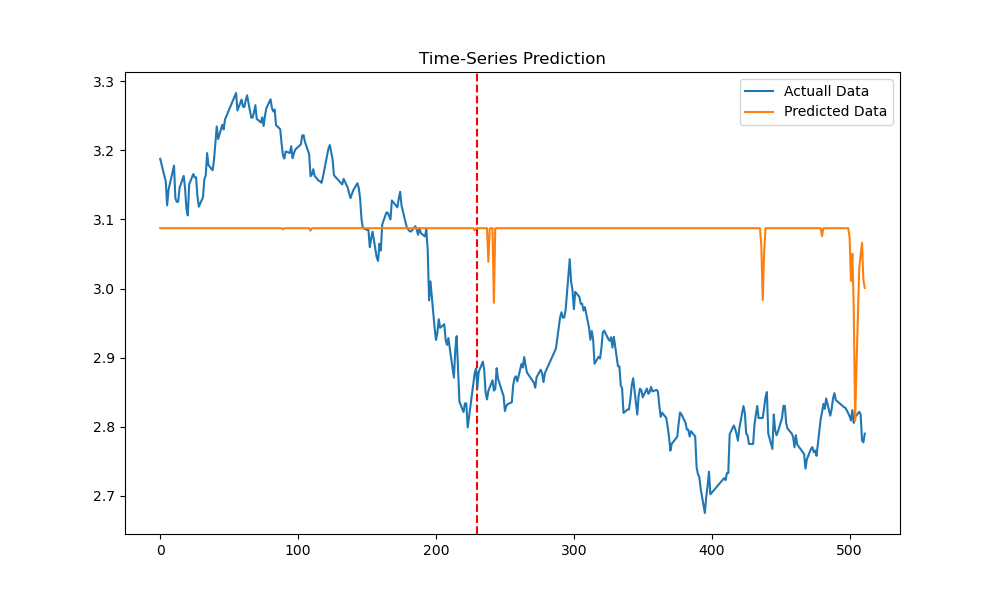 Time-Series Prediction
Actuall Data
Predicted Data
3.3
3.2
3.1
3.0
2.9
2.8
2.7
0 100 200 300 400 500